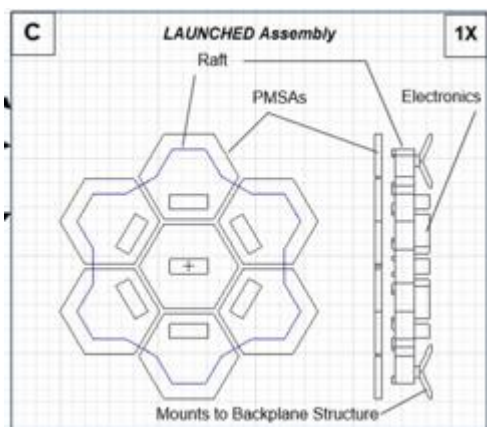 C
LAUNCHED Assembly
1X
Raft
PMSAs
Electronics
Mounts to Backplane Structure